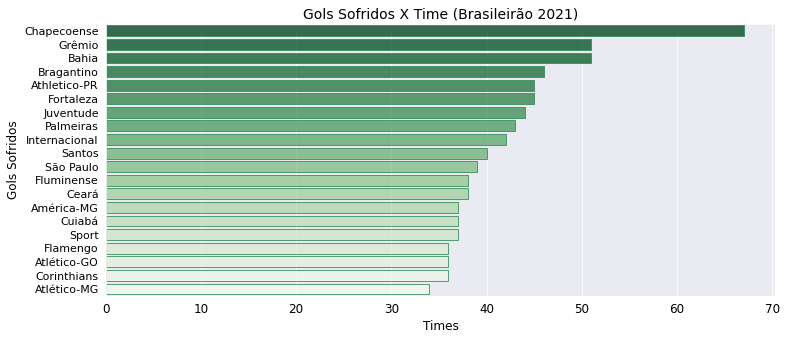 Gols Sofridos X Time (Brasileirão 2021)
Gols Sofridos
Chapecoense
Grêmio
Bahia
Bragantino
Athletico-PR
Fortaleza
Juventude
Palmeiras
Internacional
Santos
São Paulo
Fluminense
Ceará
América-MG
Cuiabá
Sport
Flamengo
Atlético-GO
Corinthians
Atlético-MG
0 10 20 30 40 50 60 70
Times